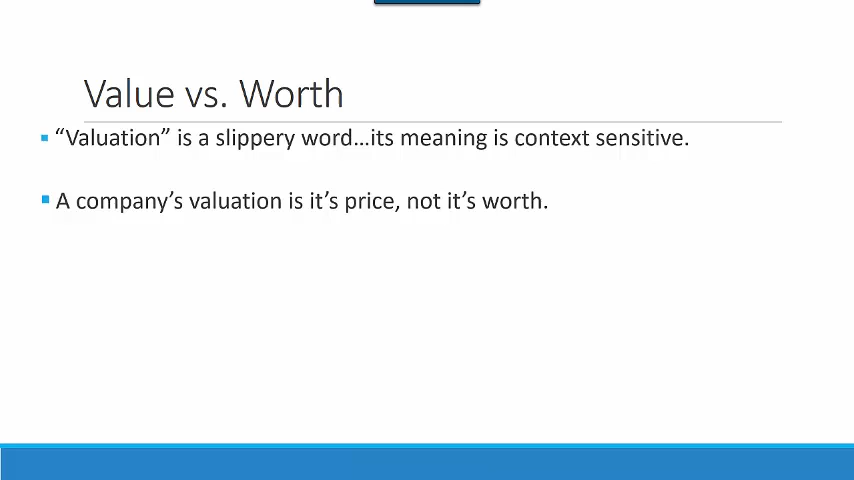 Value vs. Worth
“Valuation” is a slippery word…its meaning is context sensitive.
A company’s valuation is it’s price, not it’s worth.